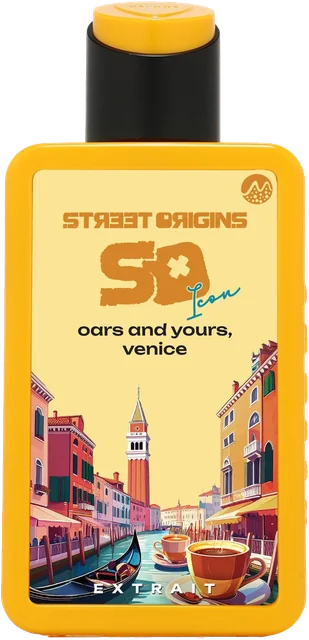 STREET ORIGINS
SO
Icon
oars and yours,
venice
EXTRAIT